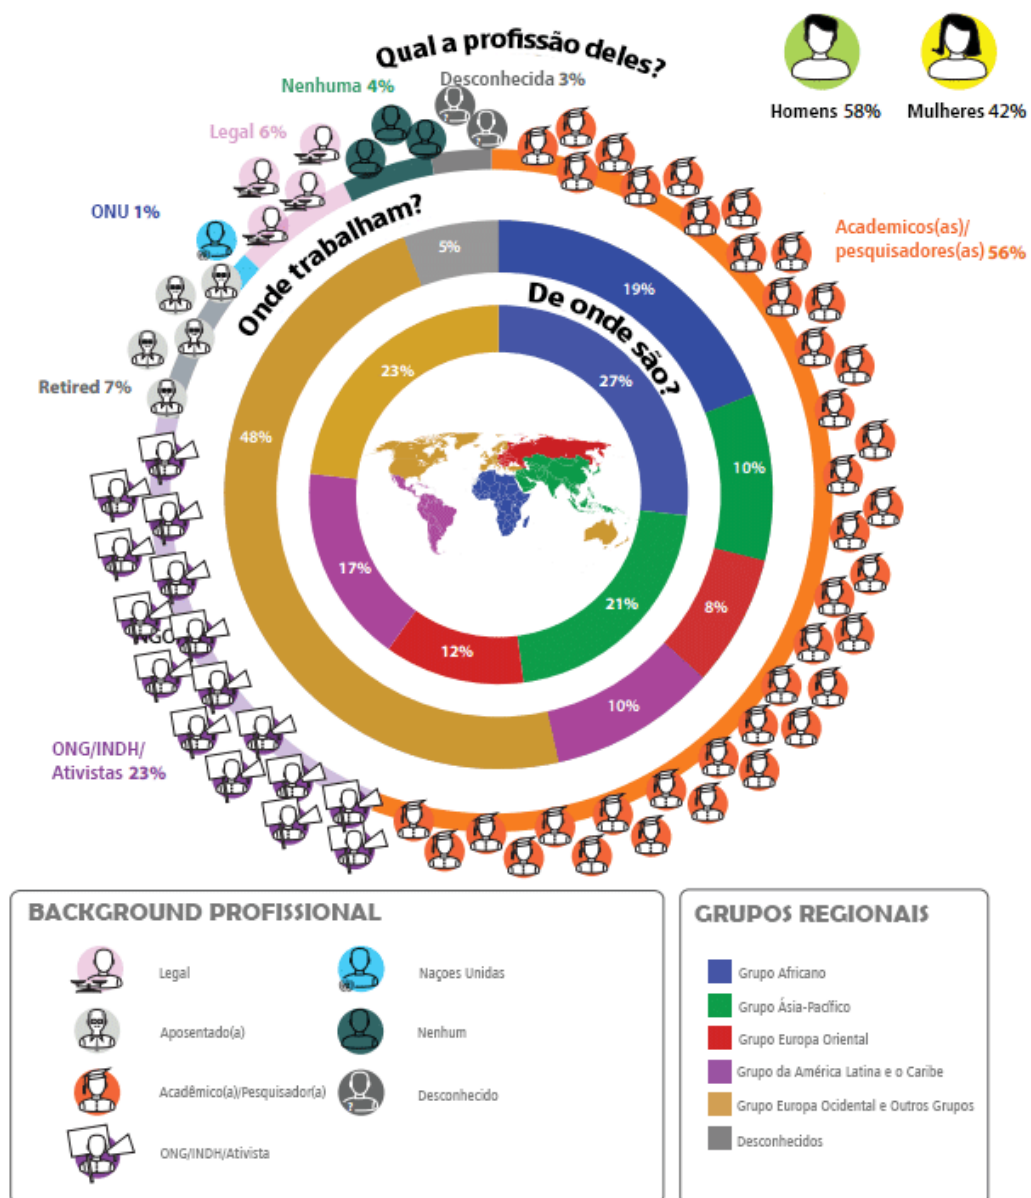 Qual a profissão deles?
Homens 58%
Mulheres 42%
Nenhuma 4%
Desconhecida 3%
Legal 6%
ONU 1%
Academicos(as)/
pesquisadores(as) 56%
Retired 7%
ONG/INDH/
Ativistas 23%
Onde trabalham?
5%
19%
10%
8%
10%
48%
De onde são?
27%
21%
12%
17%
23%
BACKGROUND PROFISSIONAL
Legal
Aposentado(a)
Acadêmico(a)/Pesquisador(a)
ONG/INDH/Ativista
Naçoes Unidas
Nenhum
Desconhecido
GRUPOS REGIONAIS
Grupo Africano
Grupo Ásia-Pacífico
Grupo Europa Oriental
Grupo da América Latina e o Caribe
Grupo Europa Ocidental e Outros Grupos
Desconhecidos